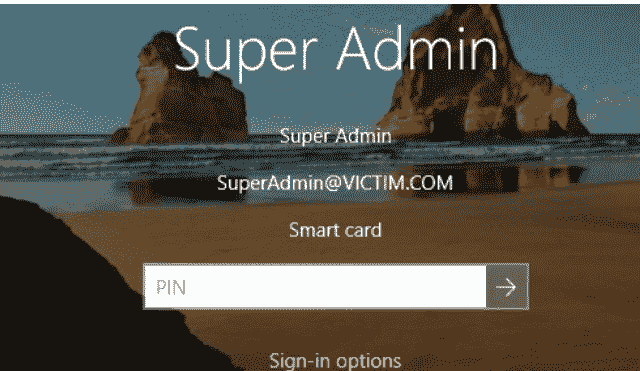 Super Admin
Super Admin
SuperAdmin@VICTIM.COM
Smart card
PIN
Sign-in options